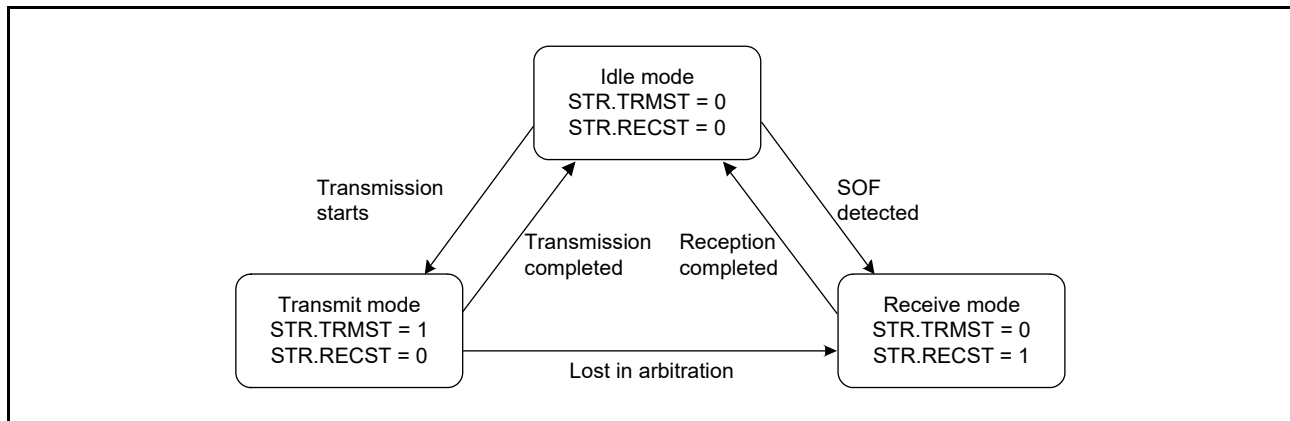 Idle mode
STR.TRMST = 0
STR.RECST = 0
Transmission
starts
SOF
detected
Transmission
completed
Reception
completed
Transmit mode
STR.TRMST = 1
STR.RECST = 0
Receive mode
STR.TRMST = 0
STR.RECST = 1
Lost in arbitration